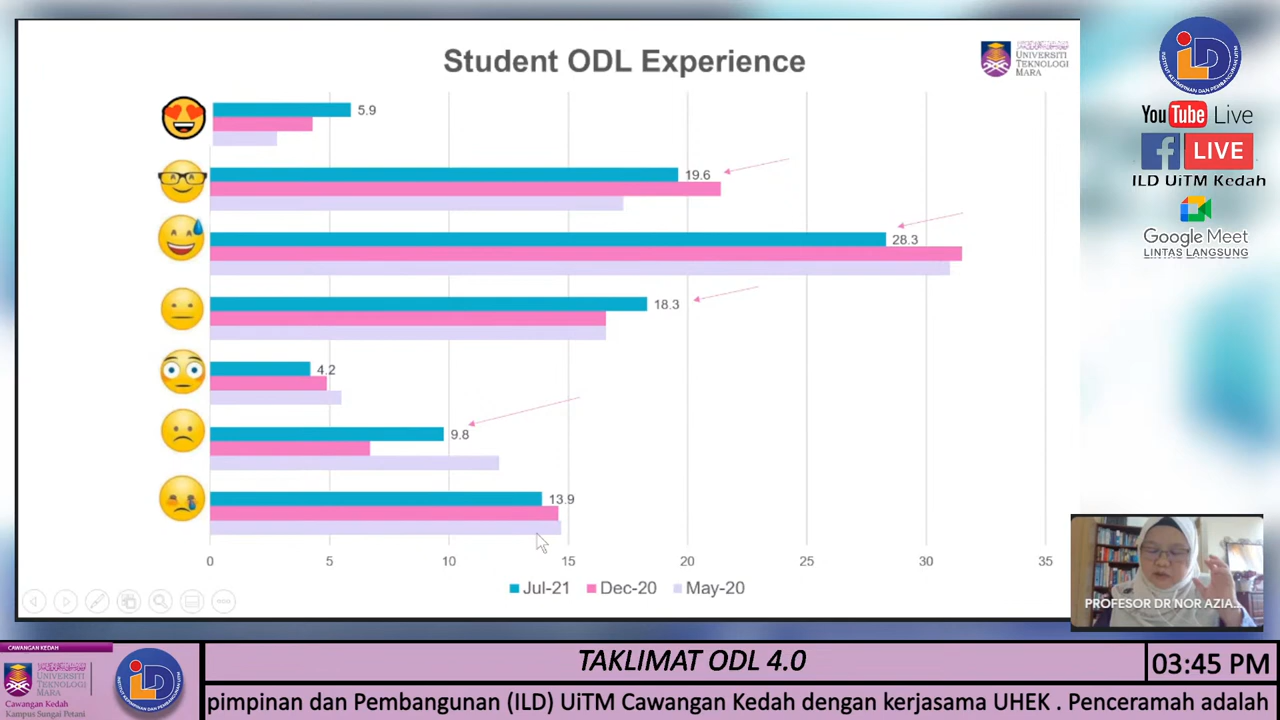 Student ODL Experience
UNIVERSITI
TEKNOLOGI
MARA
5.9
19.6
28.3
18.3
4.2
9.8
13.9
0 5 10 15 20 25 30 35
Jul-21 Dec-20 May-20
iLD
YouTube Live
f LIVE
ILD UiTM Kedah
Google Meet
LINTAS LANGSUNG
PROFESOR DR NOR AZIA...
CAWANGAN KEDAH
UNIVERSITI
TEKNOLOGI
MARA
Cawangan Kedah
Kampus Sungai Petani
iLD
TAKLIMAT ODL 4.0
03:45 PM
pimpinan dan Pembangunan (ILD) UiTM Cawangan Kedah dengan kerjasama UHEK . Penceramah adalah